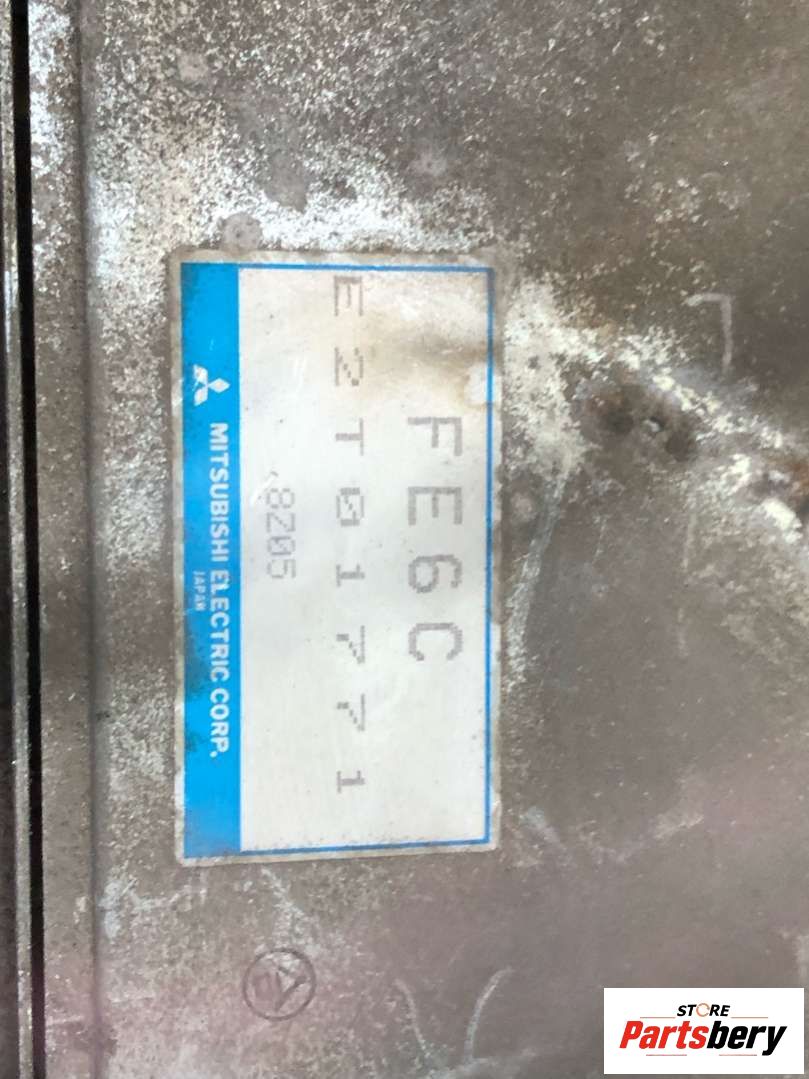 FE6C
E2T01771
'8205
MITSUBISHI ELECTRIC CORP.
JAPAN
STORE
Partsbery